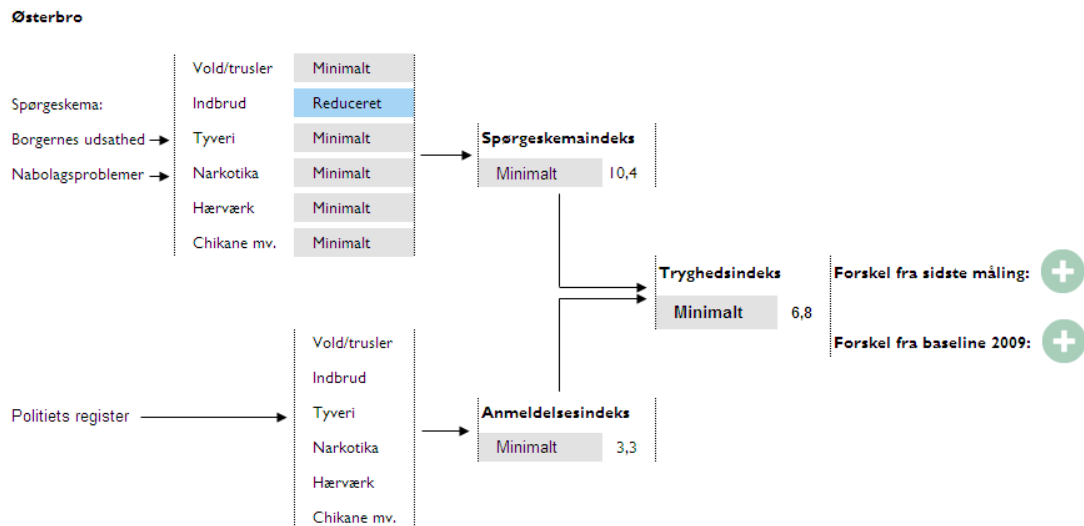 Østerbro
Vold/trusler Minimalt
Spørgeskema: Indbrud Reduceret
Borgernes udsathed Tyveri Minimalt
Nabolagsproblemer Narkotika Minimalt
Hærværk Minimalt
Chikane mv. Minimalt
Spørgeskemaindeks
Minimalt 10,4
Tryghedsindeks
Minimalt 6,8
Forskel fra sidste måling:
Forskel fra baseline 2009:
Politiets register
Vold/trusler
Indbrud
Tyveri
Narkotika
Hærværk
Chikane mv.
Anmeldelsesindeks
Minimalt 3,3